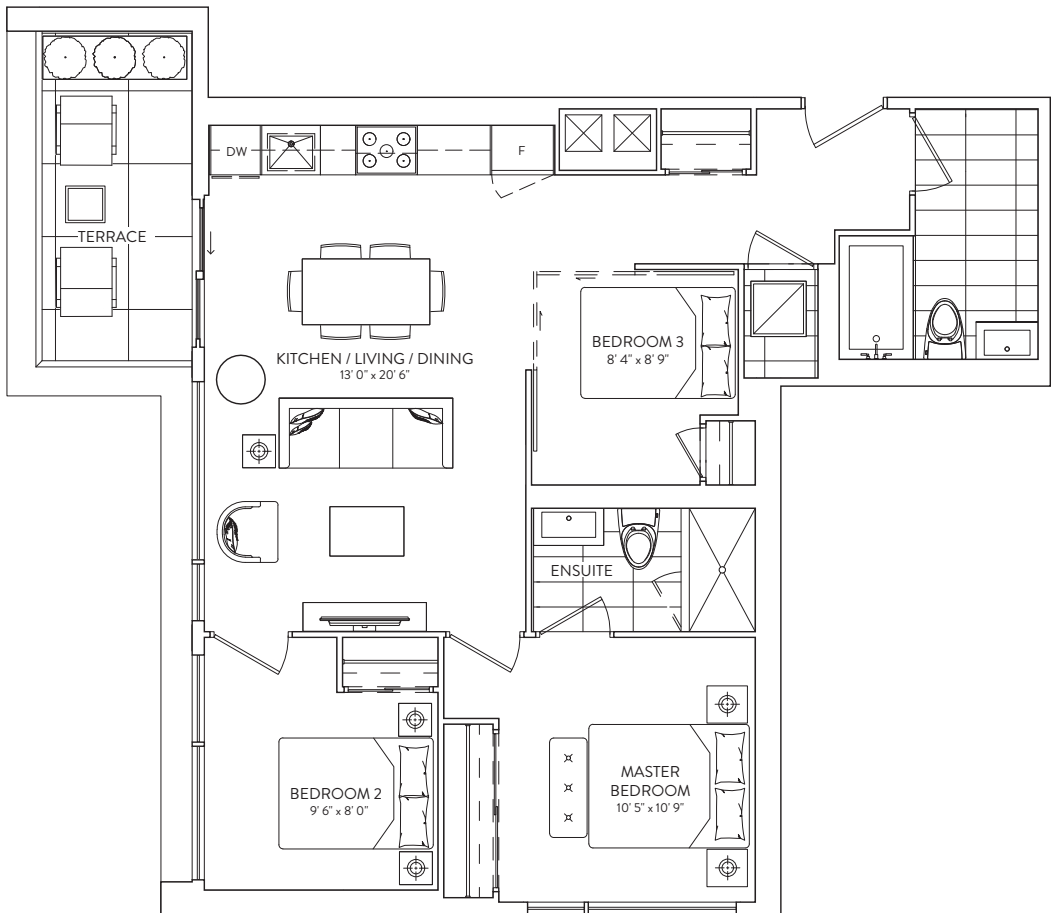 DW
F
TERRACE
KITCHEN / LIVING / DINING
13' 0" x 20' 6"
BEDROOM 3
8' 4" x 8' 9"
ENSUITE
BEDROOM 2
9' 6" x 8' 0"
MASTER
BEDROOM
10' 5" x 10' 9"